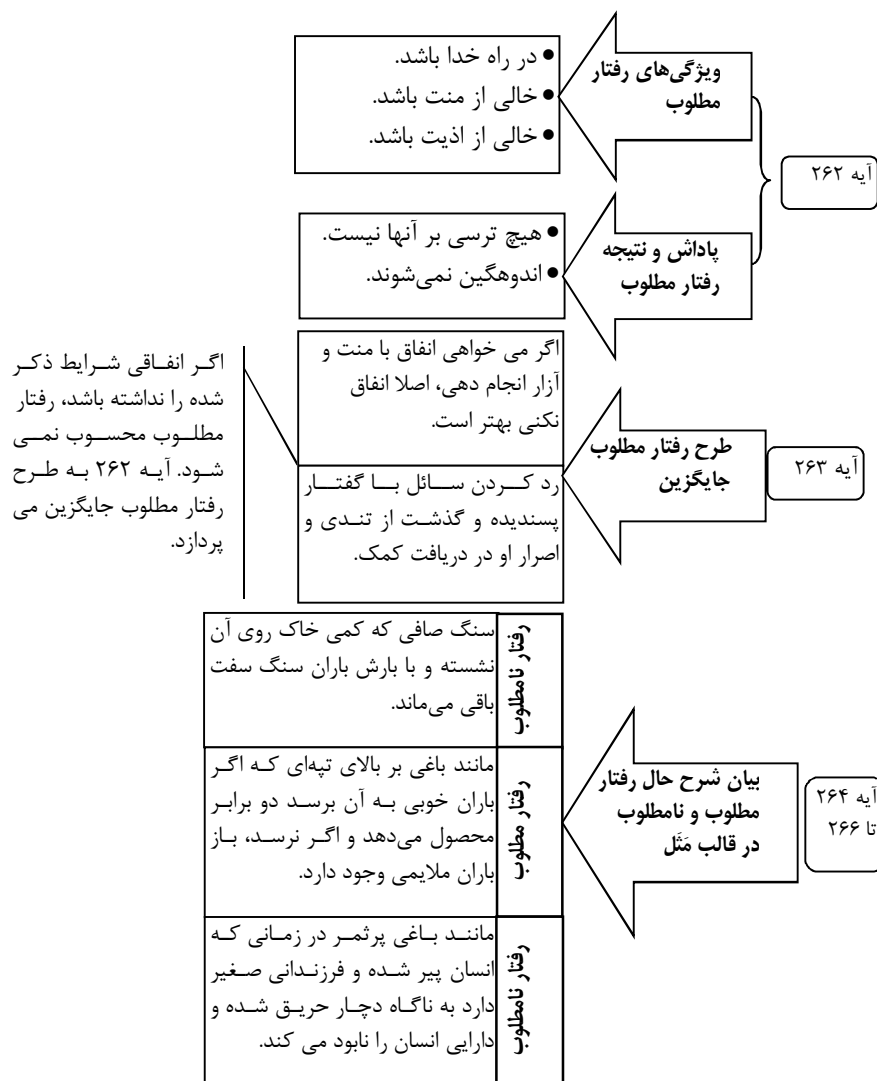 آیه ۲۶۲
ویژگی‌های رفتار
مطلوب
• در راه خدا باشد.
• خالی از منت باشد.
• خالی از اذیت باشد.
پاداش و نتیجه
رفتار مطلوب
• هیچ ترسی بر آنها نیست.
• اندوهگین نمی‌شوند.
آیه ۲۶۳
طرح رفتار مطلوب
جایگزین
اگر می خواهی انفاق با منت و
آزار انجام دهی، اصلا انفاق
نکنی بهتر است.
رد کردن سائل با گفتار
پسندیده و گذشت از تندی و
اصرار او در دریافت کمک.
اگر انفاقی شرایط ذکر
شده را نداشته باشد، رفتار
مطلوب محسوب نمی
شود. آیه ۲۶۲ به طرح
رفتار مطلوب جایگزین می
پردازد.
آیه ۲۶۴
تا ۲۶۶
بیان شرح حال رفتار
مطلوب و نامطلوب
در قالب مَثَل
رفتار نامطلوب
سنگ صافی که کمی خاک روی آن
نشسته و با بارش باران سنگ سفت
باقی می‌ماند.
رفتار مطلوب
مانند باغی بر بالای تپه‌ای که اگر
باران خوبی به آن برسد دو برابر
محصول می‌دهد و اگر نرسد، باز
باران ملایمی وجود دارد.
رفتار نامطلوب
مانند باغی پرثمر در زمانی که
انسان پیر شده و فرزندانی صغیر
دارد به ناگاه دچار حریق شده و
دارایی انسان را نابود می کند.